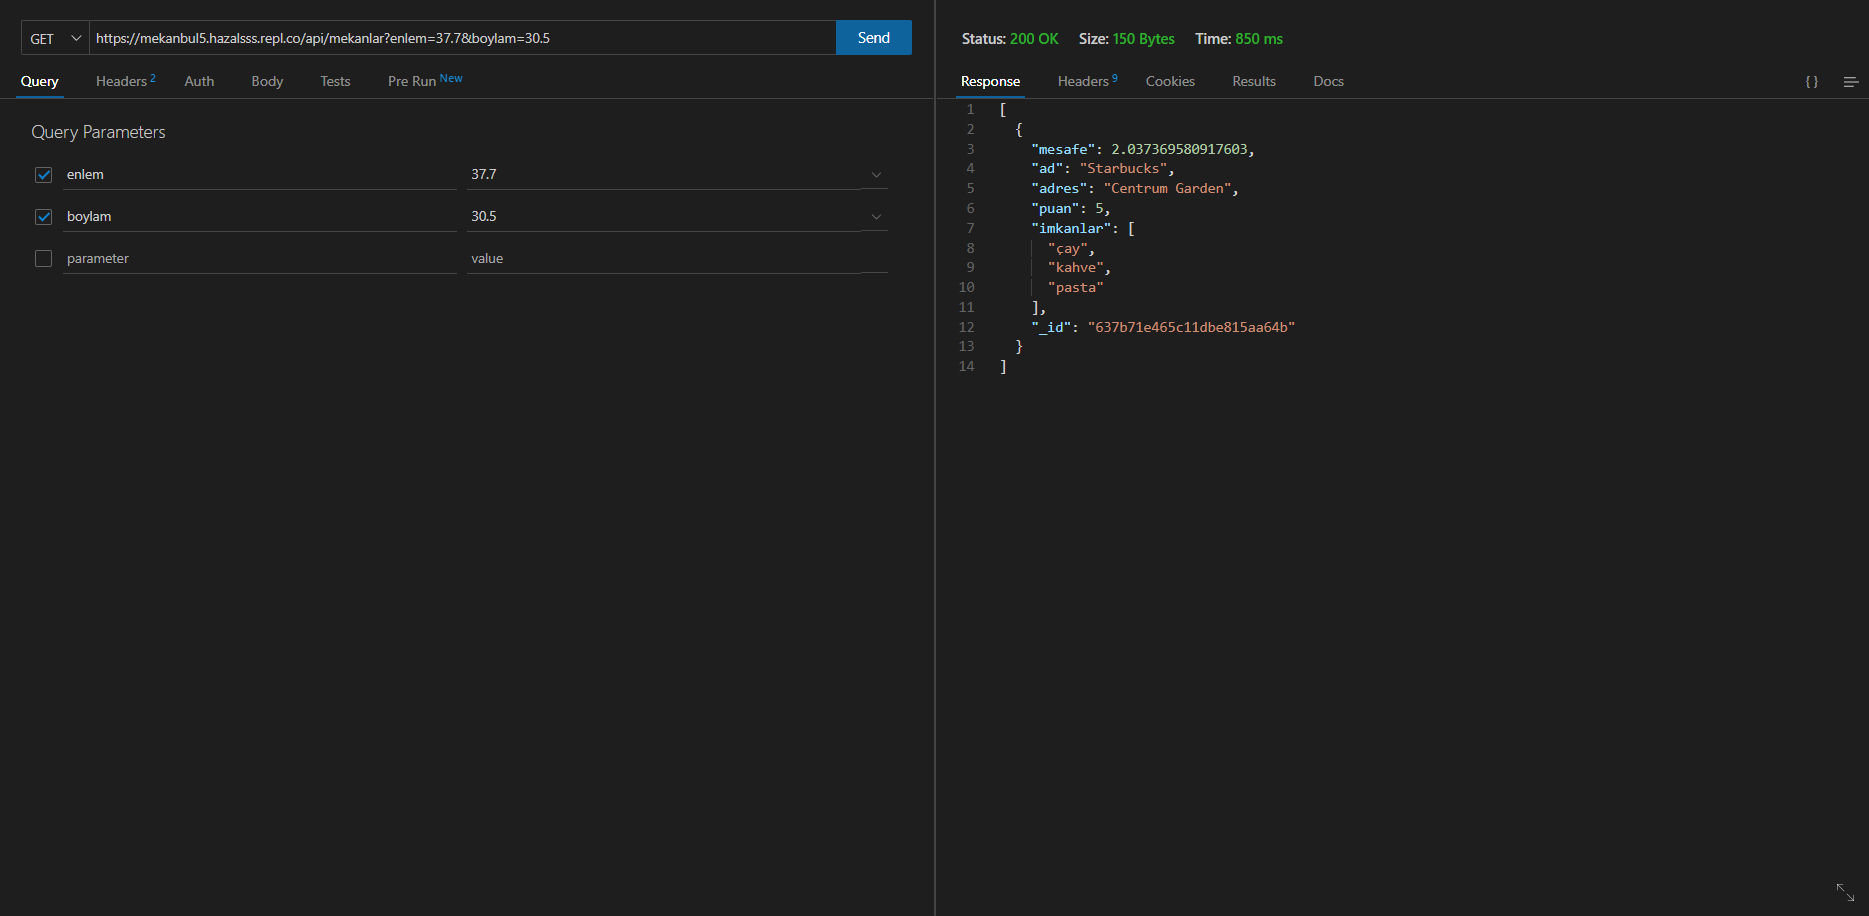 GET https://mekanbul5.hazalsss.repl.co/api/mekanlar?enlem=37.7&boylam=30.5 Send
Query Headers 2 Auth Body Tests Pre Run New
Query Parameters
enlem 37.7
boylam 30.5
parameter value
Status: 200 OK Size: 150 Bytes Time: 850 ms
Response Headers 9 Cookies Results Docs { }
1 [
2 {
3 "mesafe": 2.037369580917603,
4 "ad": "Starbucks",
5 "adres": "Centrum Garden",
6 "puan": 5,
7 "imkanlar": [
8 "çay",
9 "kahve",
10 "pasta"
11 ],
12 "_id": "637b71e465c11dbe815aa64b"
13 }
14 ]